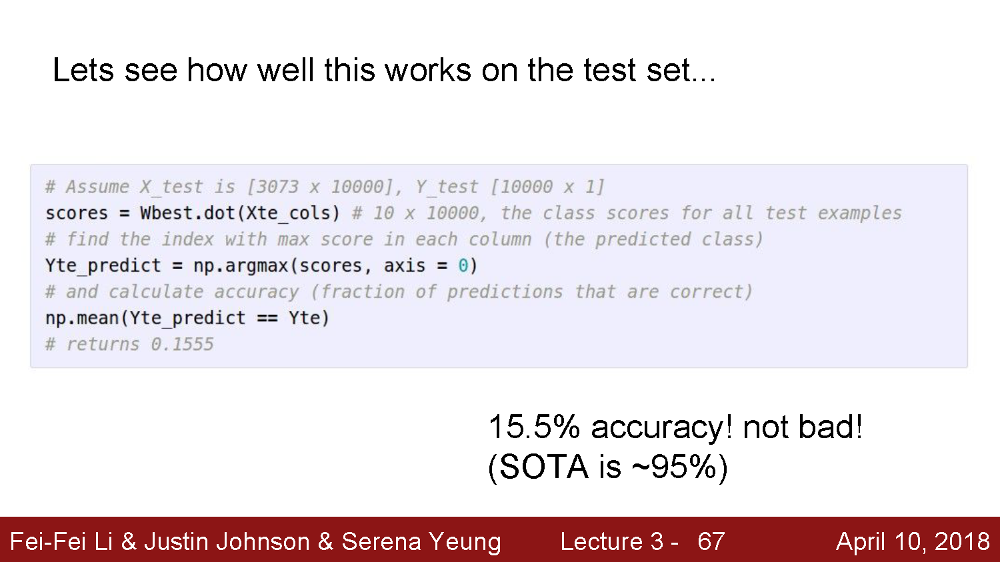 Lets see how well this works on the test set...
# Assume X_test is [3073 x 10000], Y_test [10000 x 1]
scores = Wbest.dot(Xte_cols) # 10 x 10000, the class scores for all test examples
# find the index with max score in each column (the predicted class)
Yte_predict = np.argmax(scores, axis = 0)
# and calculate accuracy (fraction of predictions that are correct)
np.mean(Yte_predict == Yte)
# returns 0.1555
15.5% accuracy! not bad!
(SOTA is ~95%)
Fei-Fei Li & Justin Johnson & Serena Yeung Lecture 3 - 67 April 10, 2018